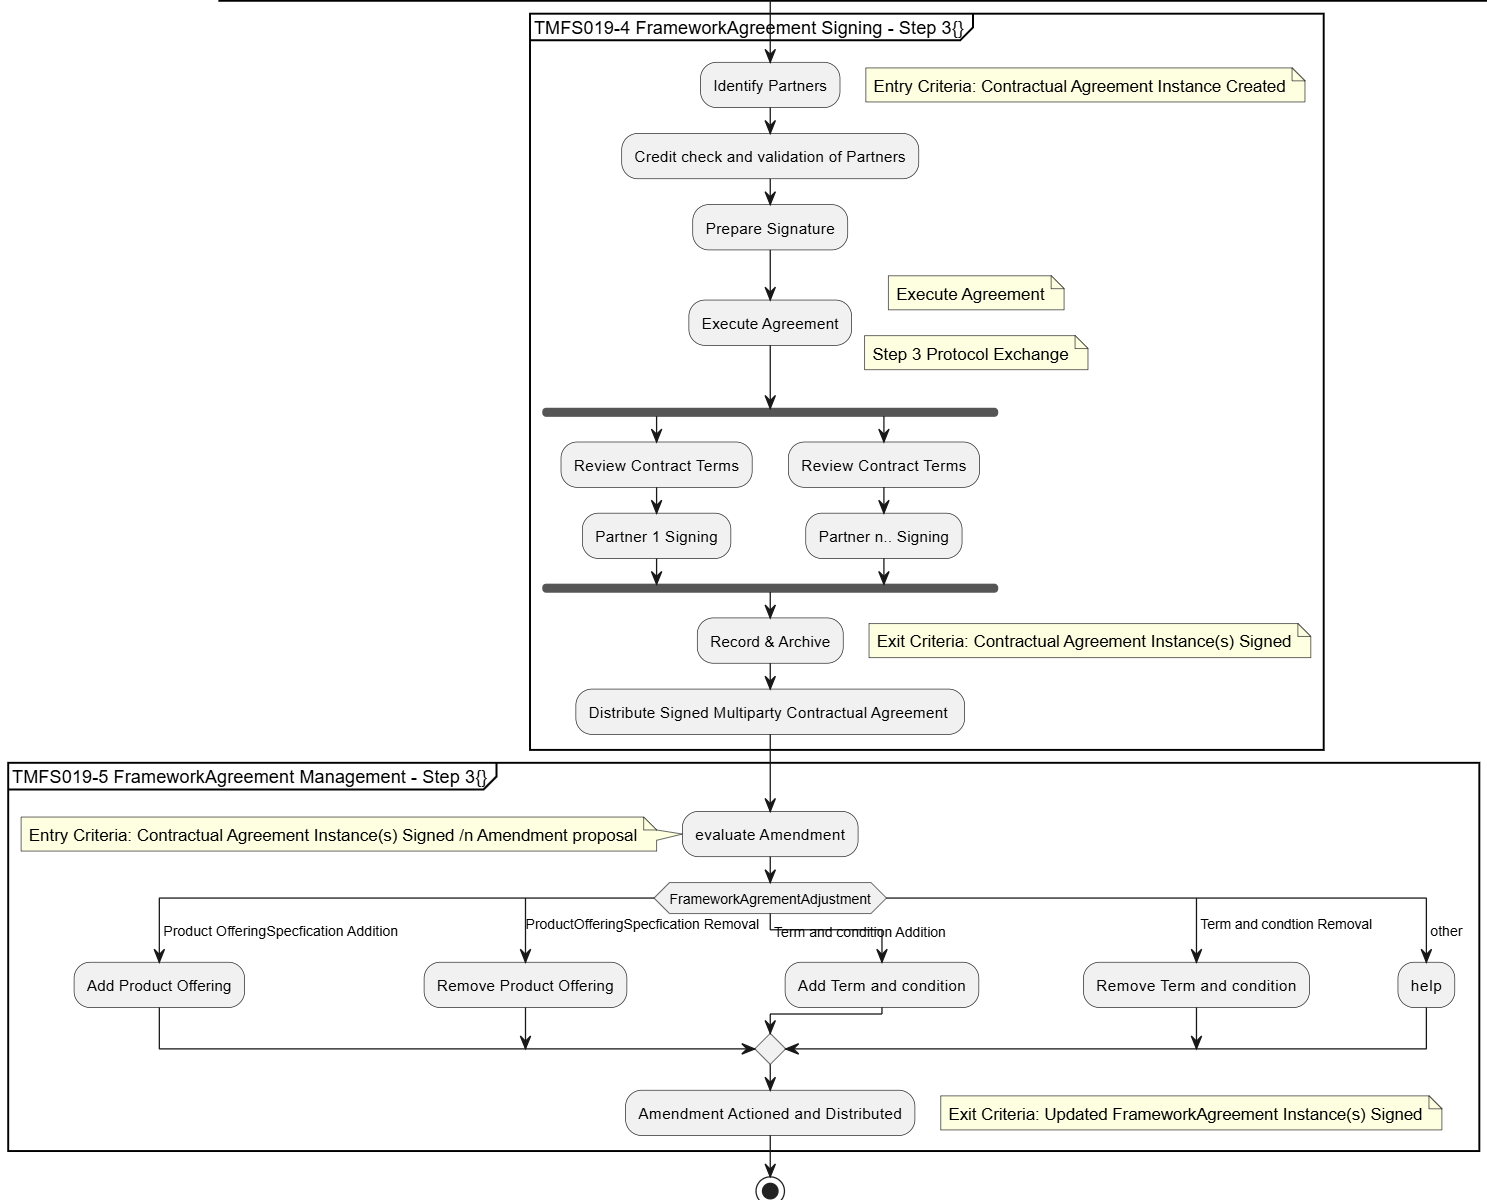 TMFS019-4 FrameworkAgreement Signing - Step 3{}
Identify Partners
Entry Criteria: Contractual Agreement Instance Created
Credit check and validation of Partners
Prepare Signature
Execute Agreement
Execute Agreement
Step 3 Protocol Exchange
Review Contract Terms
Review Contract Terms
Partner 1 Signing
Partner n.. Signing
Record & Archive
Exit Criteria: Contractual Agreement Instance(s) Signed
Distribute Signed Multiparty Contractual Agreement
TMFS019-5 FrameworkAgreement Management - Step 3{}
Entry Criteria: Contractual Agreement Instance(s) Signed /n Amendment proposal
evaluate Amendment
FrameworkAgrementAdjustment
Product OfferingSpecfication Addition
ProductOfferingSpecfication Removal
Term and condition Addition
Term and condtion Removal
other
Add Product Offering
Remove Product Offering
Add Term and condition
Remove Term and condition
help
Amendment Actioned and Distributed
Exit Criteria: Updated FrameworkAgreement Instance(s) Signed